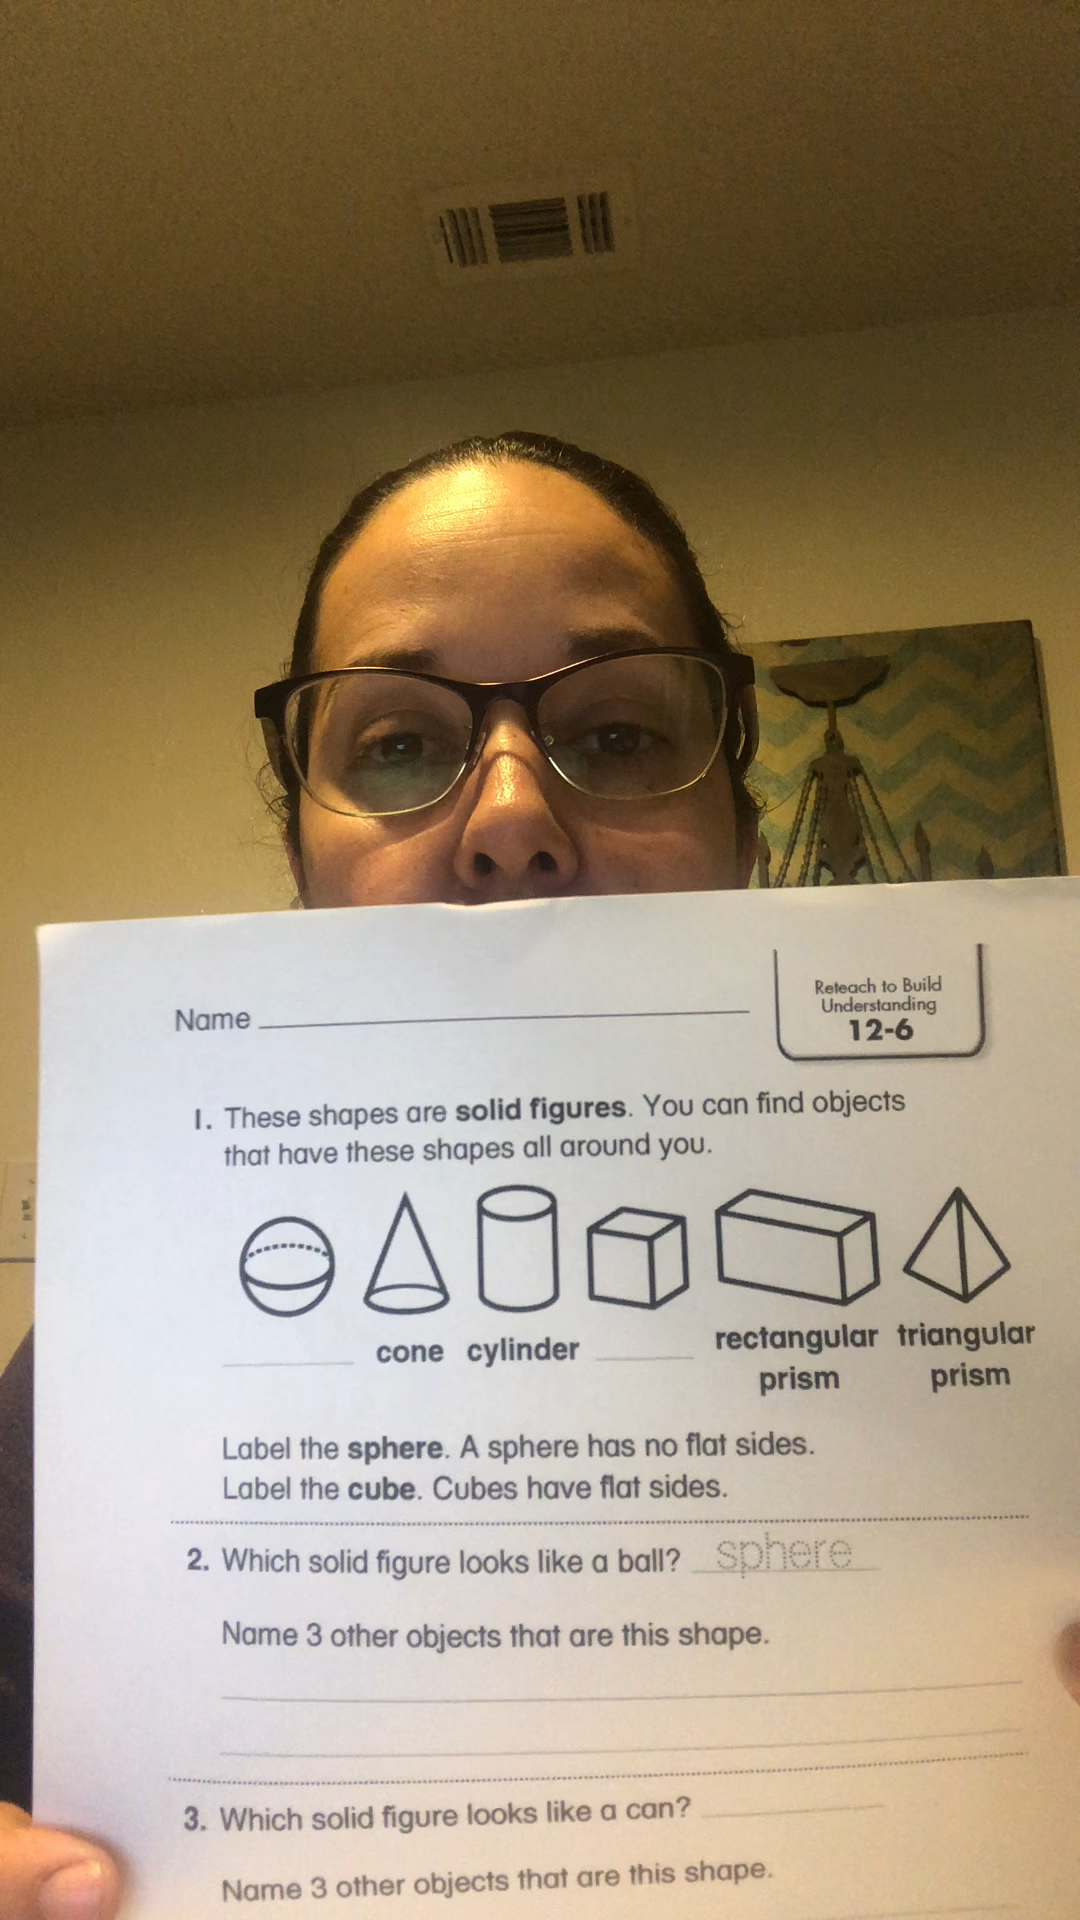 Name
Reteach to Build
Understanding
12-6
1. These shapes are solid figures. You can find objects
that have these shapes all around you.
cone cylinder rectangular prism triangular prism
Label the sphere. A sphere has no flat sides.
Label the cube. Cubes have flat sides.
2. Which solid figure looks like a ball? sphere
Name 3 other objects that are this shape.
3. Which solid figure looks like a can?
Name 3 other objects that are this shape.